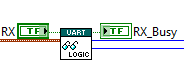 RX TF UART TF RX_Busy
LOGIC